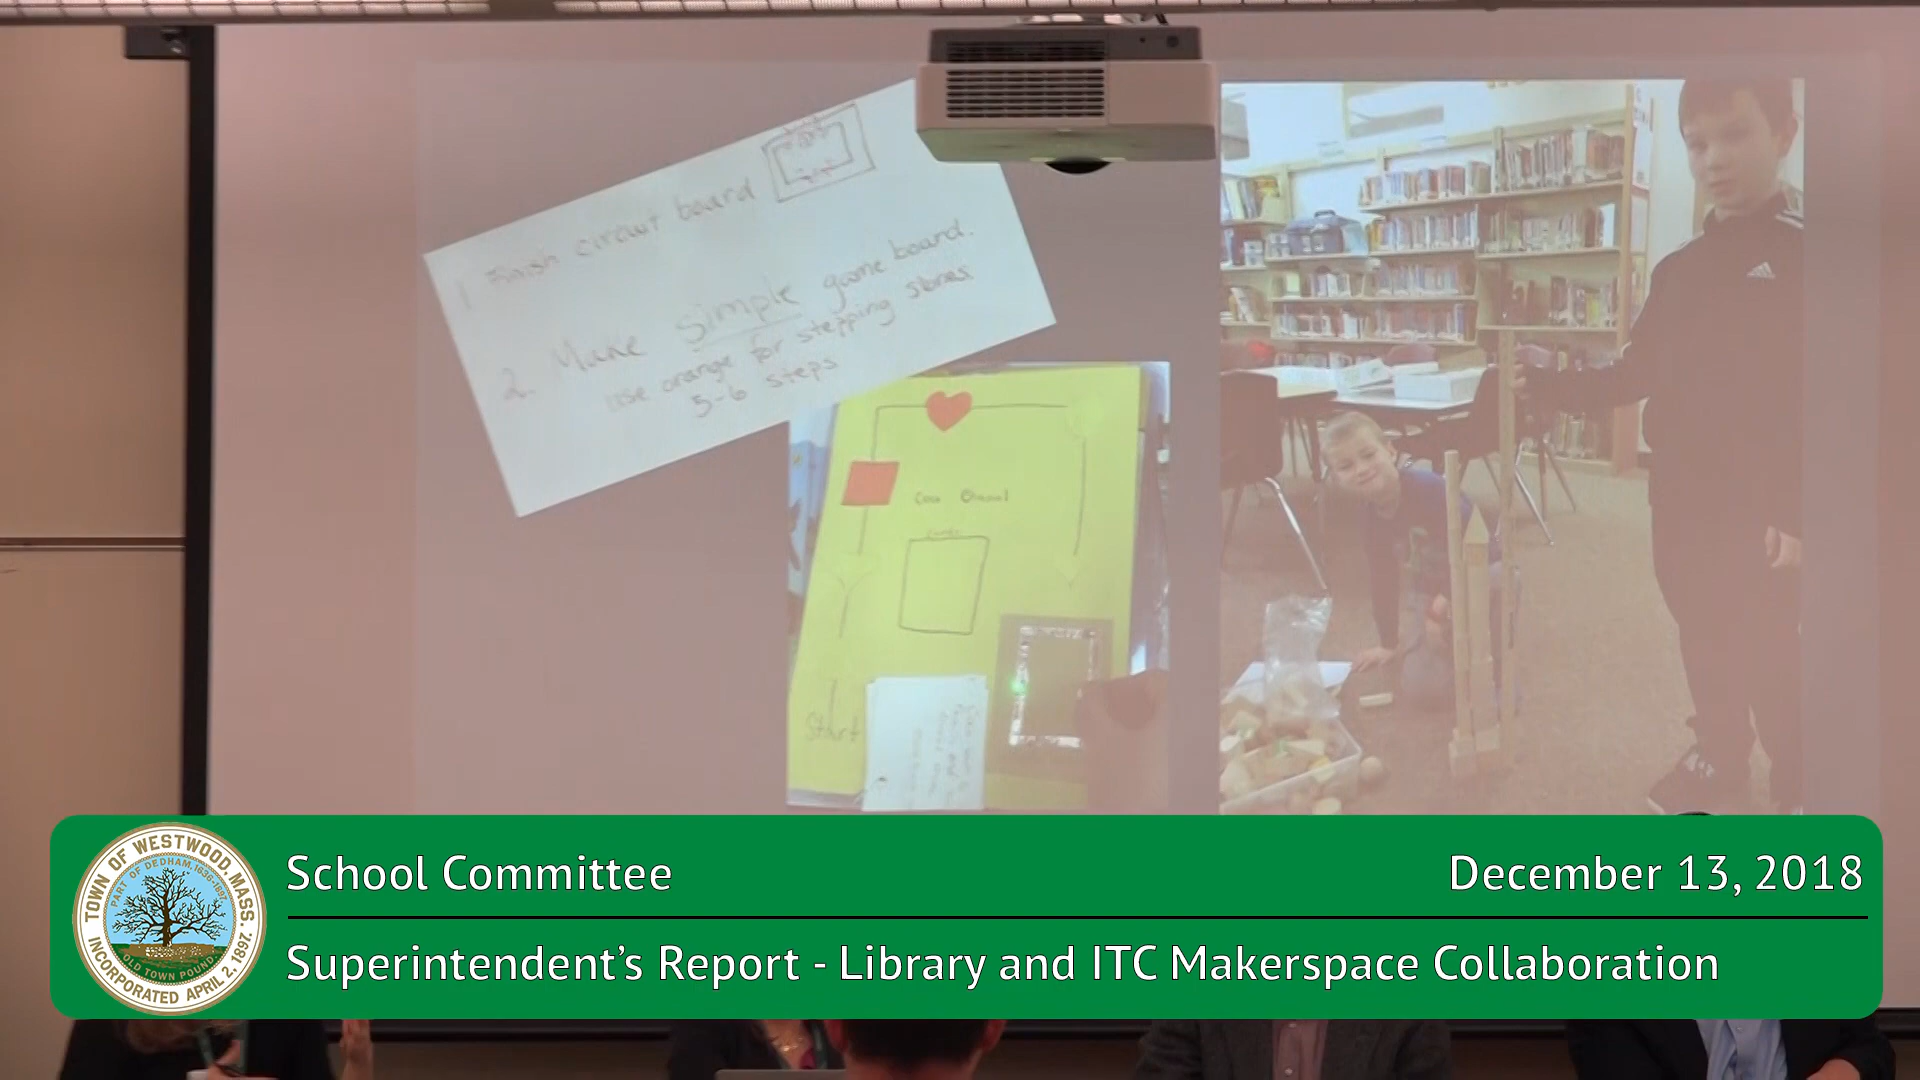 1 Finish circuit board
2. Make simple game board.
use orange for stepping stones
5-6 steps
Start
School Committee
December 13, 2018
Superintendent’s Report - Library and ITC Makerspace Collaboration
TOWN OF WESTWOOD, MASS.
PART OF DEDHAM, 1636-1897
OLD TOWN POUND
INCORPORATED APRIL 2, 1897.